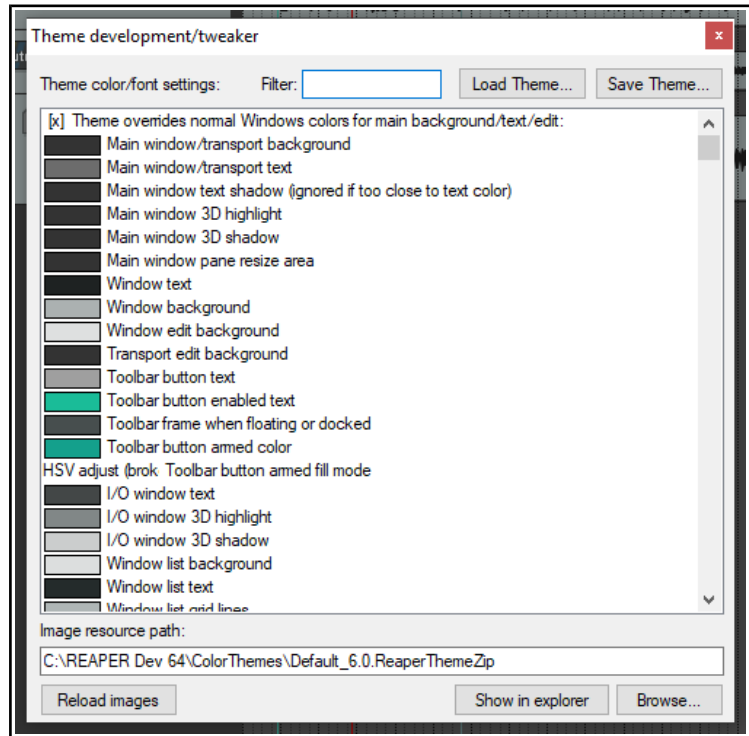 Theme development/tweaker
x
Theme color/font settings: Filter: Load Theme... Save Theme...
[x] Theme overrides normal Windows colors for main background/text/edit:
Main window/transport background
Main window/transport text
Main window text shadow (ignored if too close to text color)
Main window 3D highlight
Main window 3D shadow
Main window pane resize area
Window text
Window background
Window edit background
Transport edit background
Toolbar button text
Toolbar button enabled text
Toolbar frame when floating or docked
Toolbar button armed color
HSV adjust (brok Toolbar button armed fill mode
I/O window text
I/O window 3D highlight
I/O window 3D shadow
Window list background
Window list text
Window list grid lines
Image resource path:
C:\REAPER Dev 64\ColorThemes\Default_6.0.ReaperThemeZip
Reload images Show in explorer Browse...